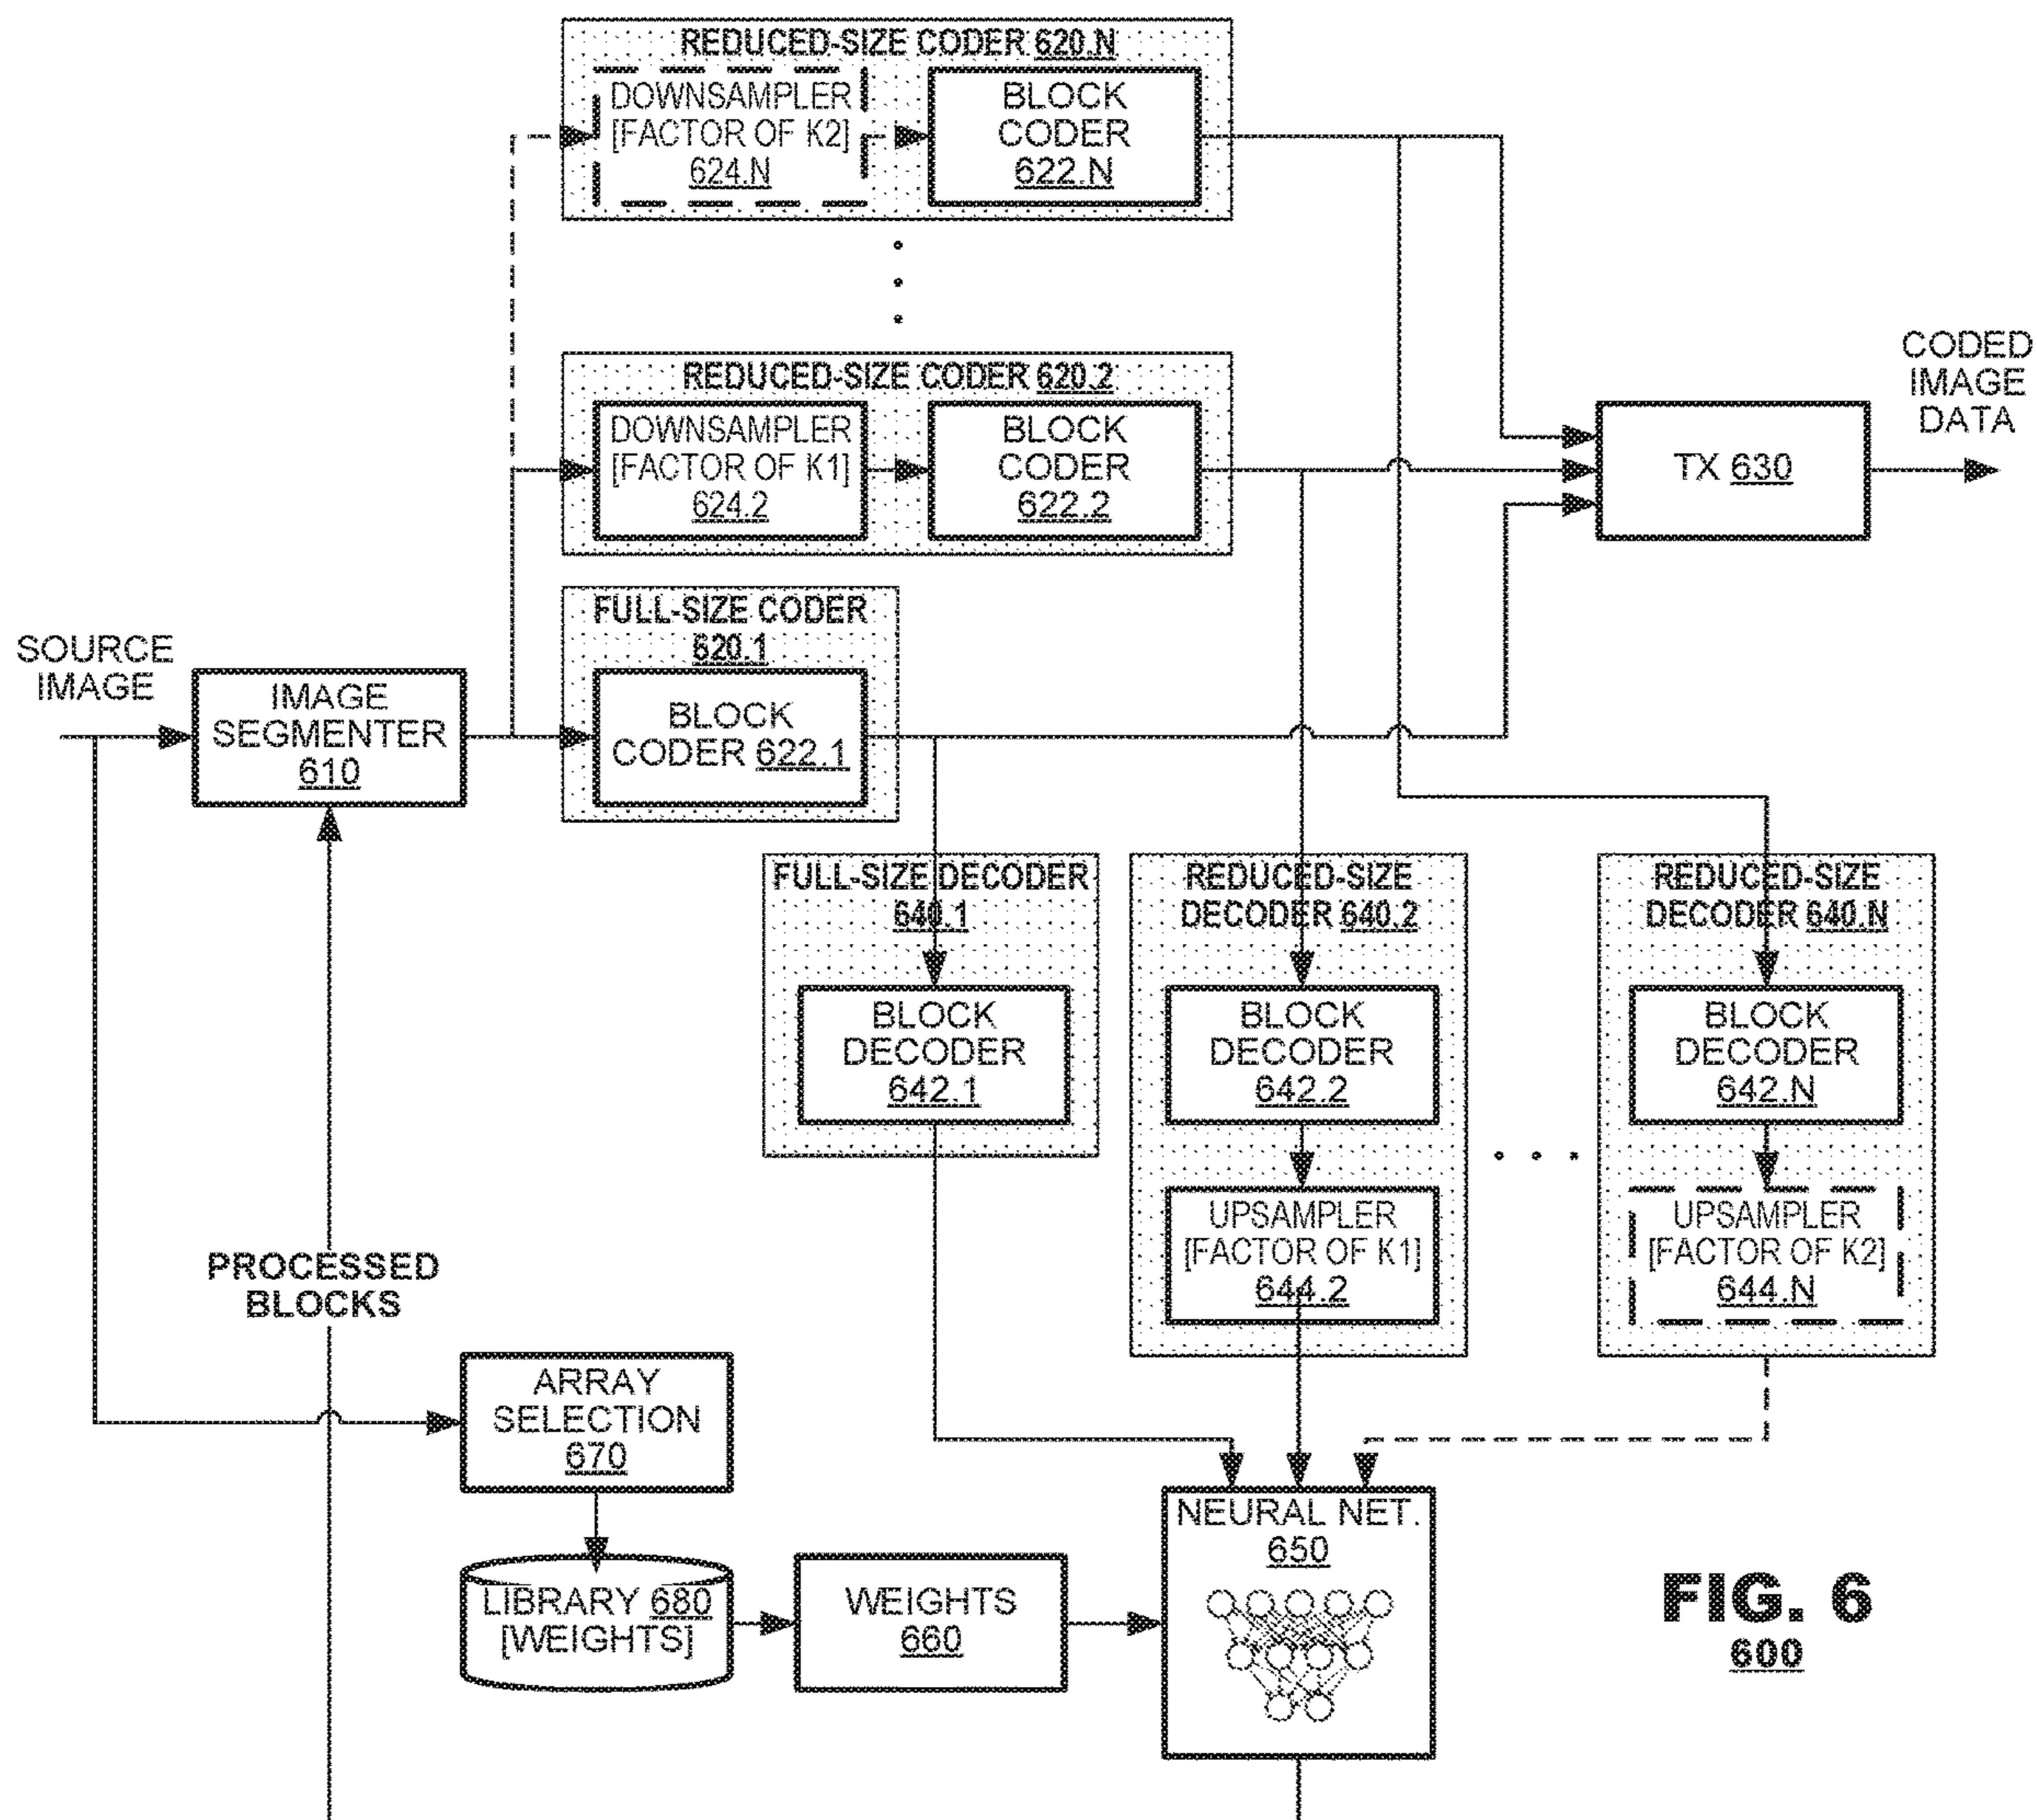 REDUCED-SIZE CODER 620.N
DOWNSAMPLER
[FACTOR OF K2]
624.N
BLOCK
CODER
622.N
REDUCED-SIZE CODER 620.2
DOWNSAMPLER
[FACTOR OF K1]
624.2
BLOCK
CODER
622.2
CODED
IMAGE
DATA
TX 630
FULL-SIZE CODER
620.1
SOURCE
IMAGE
IMAGE
SEGMENTER
610
BLOCK
CODER 622.1
FULL-SIZE DECODER
640.1
REDUCED-SIZE
DECODER 640.2
REDUCED-SIZE
DECODER 640.N
BLOCK
DECODER
642.1
BLOCK
DECODER
642.2
BLOCK
DECODER
642.N
UPSAMPLER
[FACTOR OF K1]
644.2
UPSAMPLER
[FACTOR OF K2]
644.N
PROCESSED
BLOCKS
ARRAY
SELECTION
670
LIBRARY 680
[WEIGHTS]
WEIGHTS
660
NEURAL NET.
650
FIG. 6
600